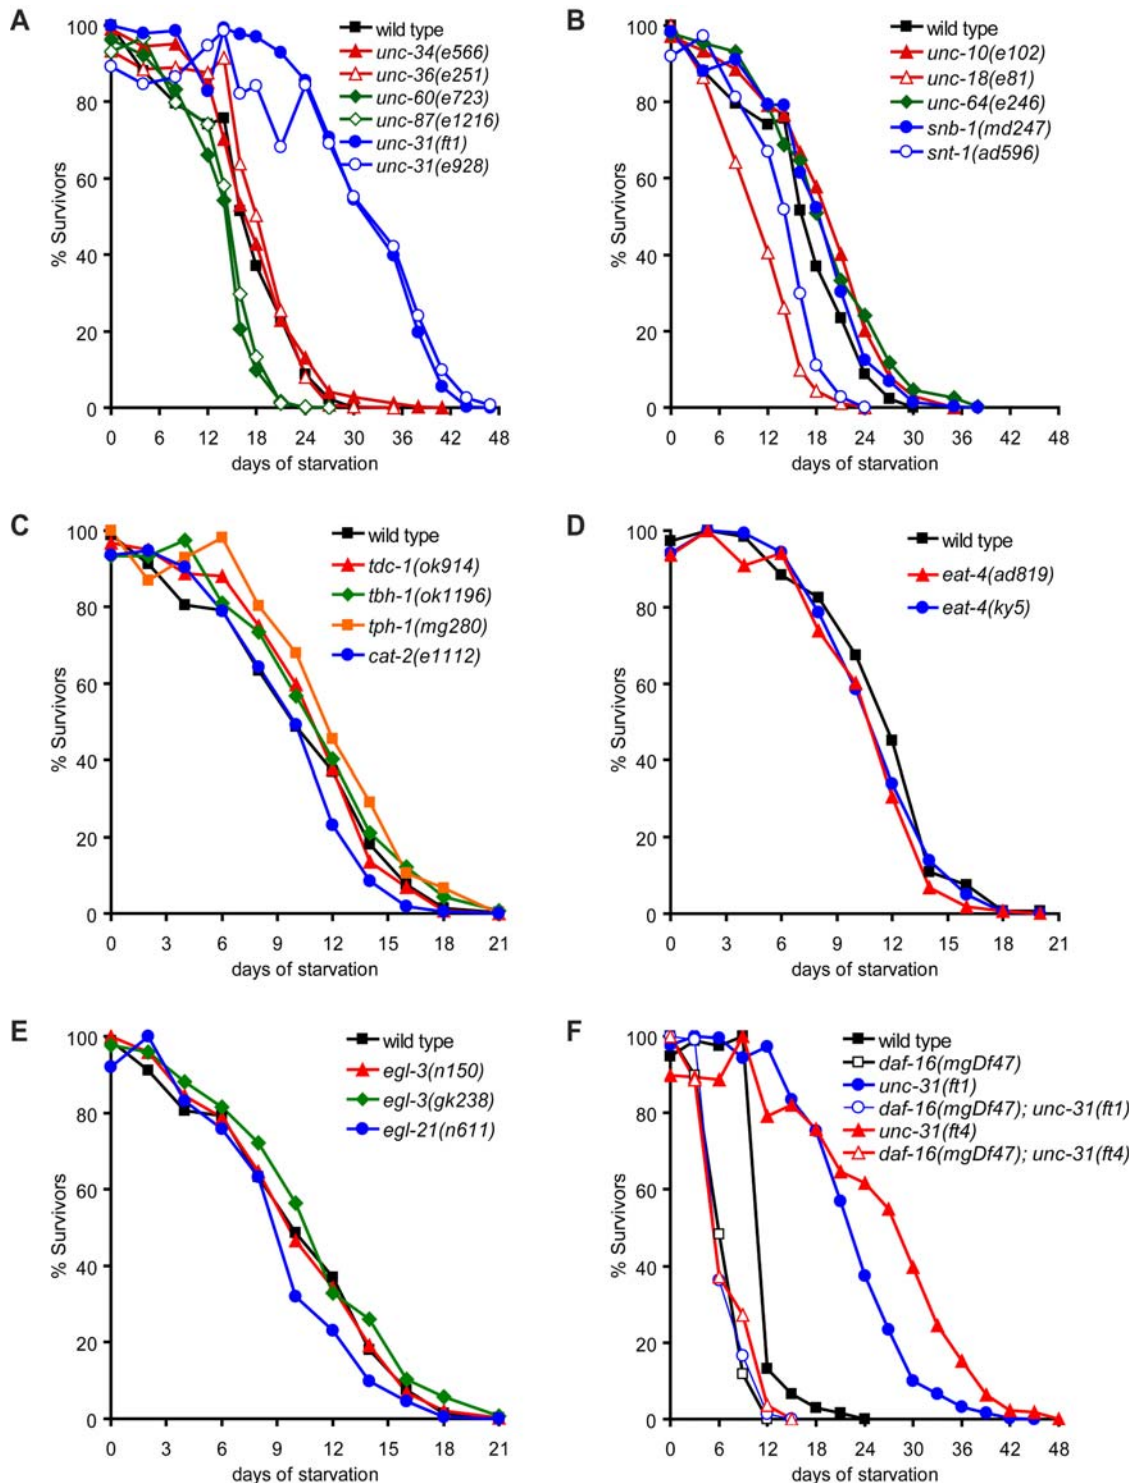 A
100
80
60
40
20
0
% Survivors
0 6 12 18 24 30 36 42 48
days of starvation
wild type
unc-34(e566)
unc-36(e251)
unc-60(e723)
unc-87(e1216)
unc-31(ft1)
unc-31(e928)
B
100
80
60
40
20
0
% Survivors
0 6 12 18 24 30 36 42 48
days of starvation
wild type
unc-10(e102)
unc-18(e81)
unc-64(e246)
snb-1(md247)
snt-1(ad596)
C
100
80
60
40
20
0
% Survivors
0 3 6 9 12 15 18 21
days of starvation
wild type
tdc-1(ok914)
tbh-1(ok1196)
tph-1(mg280)
cat-2(e1112)
D
100
80
60
40
20
0
% Survivors
0 3 6 9 12 15 18 21
days of starvation
wild type
eat-4(ad819)
eat-4(ky5)
E
100
80
60
40
20
0
% Survivors
0 3 6 9 12 15 18 21
days of starvation
wild type
egl-3(n150)
egl-3(gk238)
egl-21(n611)
F
100
80
60
40
20
0
% Survivors
0 6 12 18 24 30 36 42 48
days of starvation
wild type
daf-16(mgDf47)
unc-31(ft1)
daf-16(mgDf47); unc-31(ft1)
unc-31(ft4)
daf-16(mgDf47); unc-31(ft4)